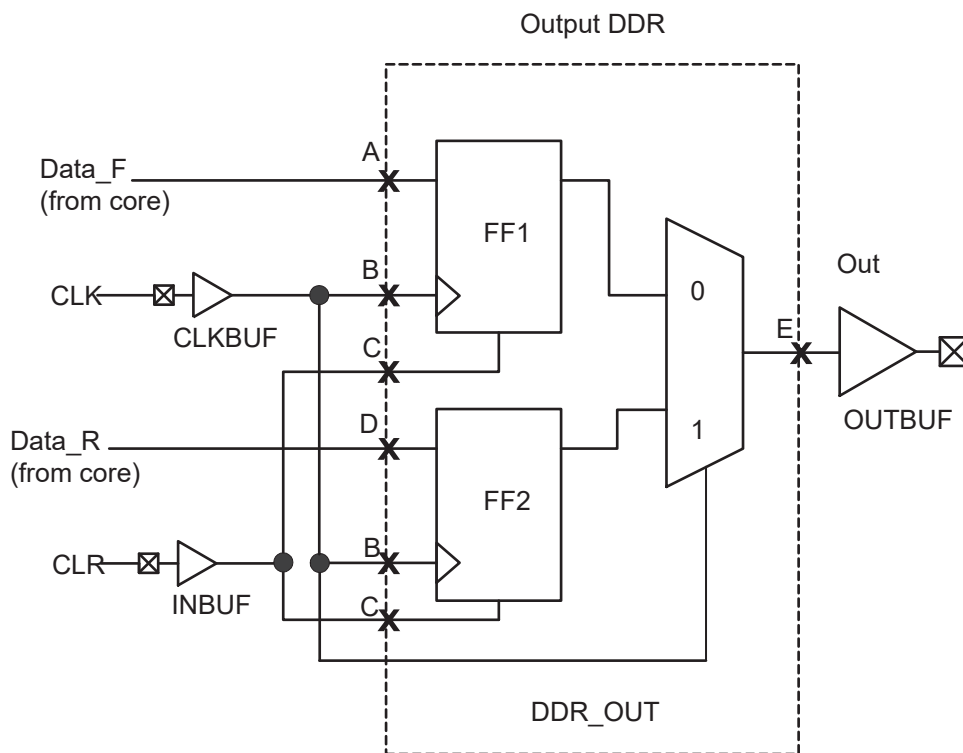 Output DDR
A
Data_F
(from core)
FF1
B
CLK
CLKBUF
0
Out
C
E
D
Data_R
(from core)
1
OUTBUF
FF2
B
CLR
INBUF
C
DDR_OUT